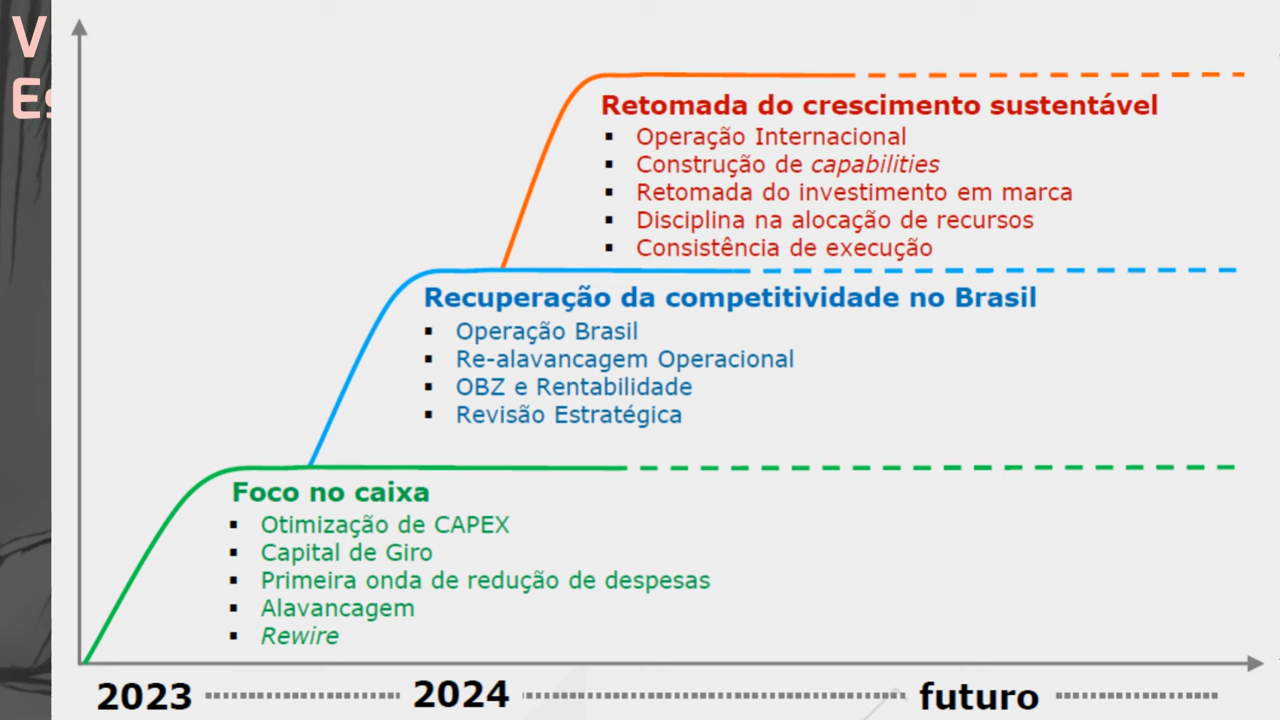 V
Es
Retomada do crescimento sustentável
Operação Internacional
Construção de capabilities
Retomada do investimento em marca
Disciplina na alocação de recursos
Consistência de execução
Recuperação da competitividade no Brasil
Operação Brasil
Re-alavancagem Operacional
OBZ e Rentabilidade
Revisão Estratégica
Foco no caixa
Otimização de CAPEX
Capital de Giro
Primeira onda de redução de despesas
Alavancagem
Rewire
2023 2024 futuro